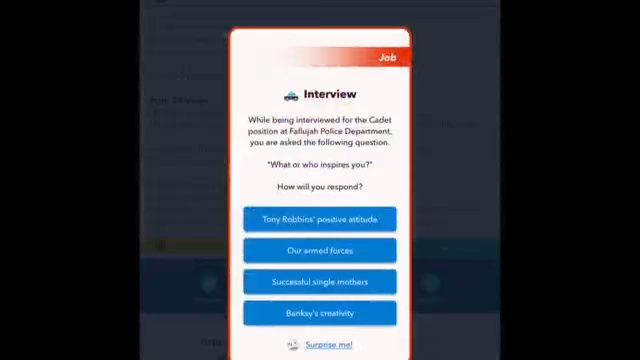 Job
Interview
While being interviewed for the Cadet
position at Fallujah Police Department,
you are asked the following question.
"What or who inspires you?"
How will you respond?
Tony Robbins' positive attitude
Our armed forces
Successful single mothers
Banksy's creativity
Surprise me!